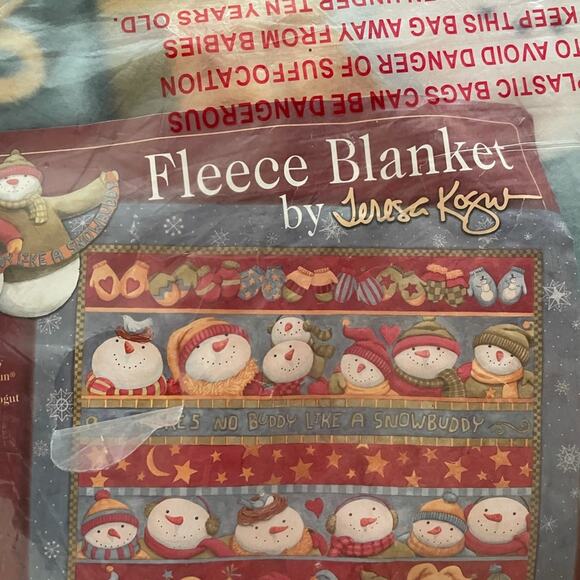 PLASTIC BAGS CAN BE DANGEROUS
TO AVOID DANGER OF SUFFOCATION
KEEP THIS BAG AWAY FROM BABIES
UNDER TEN YEARS OLD.
Fleece Blanket
by Teresa Kogut
LIKE A SNOWBUDDY
NO BUDDY LIKE A SNOWBUDDY